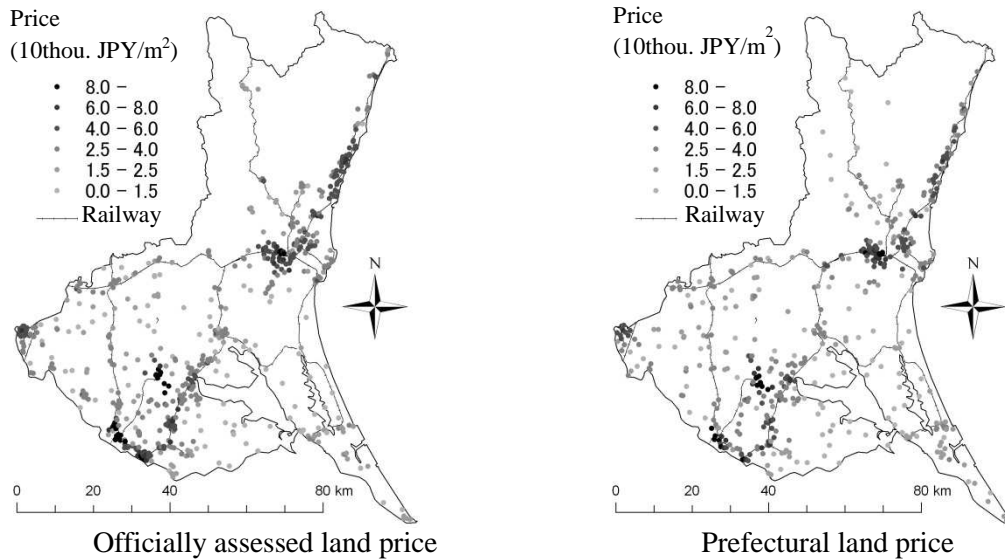 Price
(10thou. JPY/m²)
8.0 –
6.0 – 8.0
4.0 – 6.0
2.5 – 4.0
1.5 – 2.5
0.0 – 1.5
Railway
N
0 20 40 80 km
Officially assessed land price
Price
(10thou. JPY/m²)
8.0 –
6.0 – 8.0
4.0 – 6.0
2.5 – 4.0
1.5 – 2.5
0.0 – 1.5
Railway
N
0 20 40 80 km
Prefectural land price